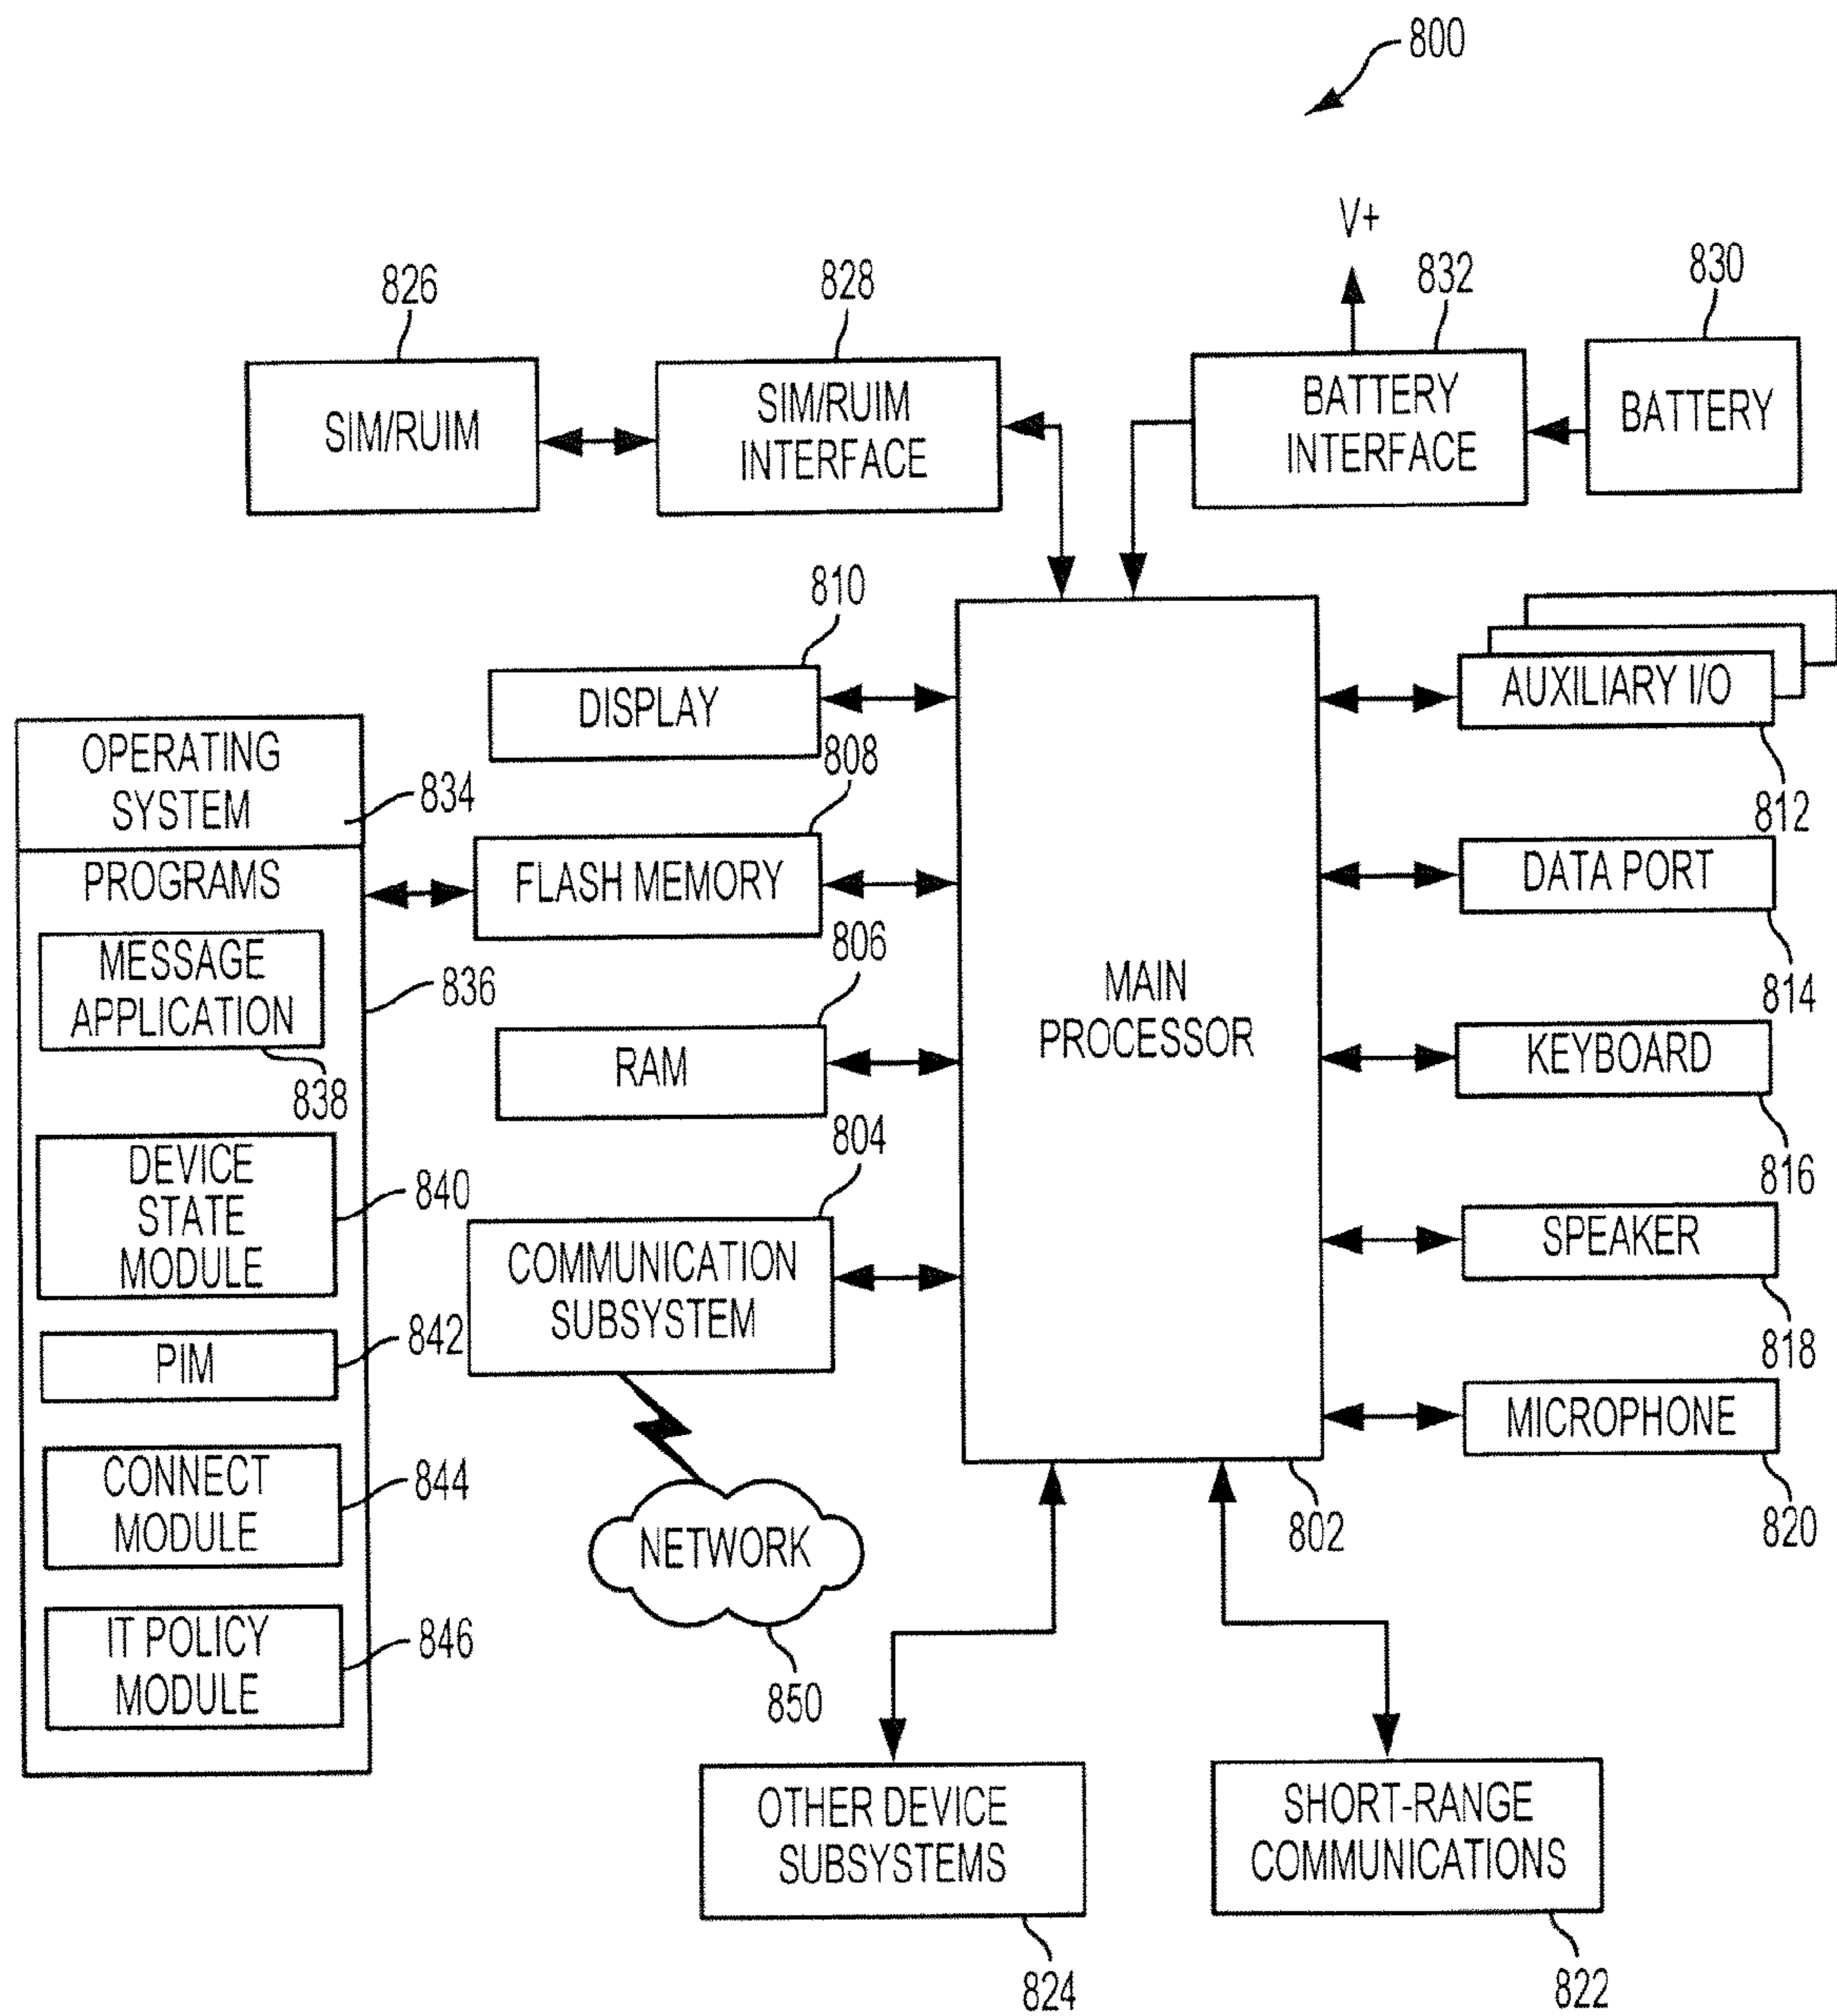 800
V+
826
828
832
830
SIM/RUIM
SIM/RUIM
INTERFACE
BATTERY
INTERFACE
BATTERY
810
DISPLAY
AUXILIARY I/O
812
OPERATING
SYSTEM
834
808
PROGRAMS
FLASH MEMORY
DATA PORT
814
MESSAGE
APPLICATION
836
838
806
RAM
MAIN
PROCESSOR
KEYBOARD
816
804
DEVICE
STATE
MODULE
840
COMMUNICATION
SUBSYSTEM
SPEAKER
818
PIM
842
MICROPHONE
820
CONNECT
MODULE
844
NETWORK
850
802
IT POLICY
MODULE
846
OTHER DEVICE
SUBSYSTEMS
824
SHORT-RANGE
COMMUNICATIONS
822